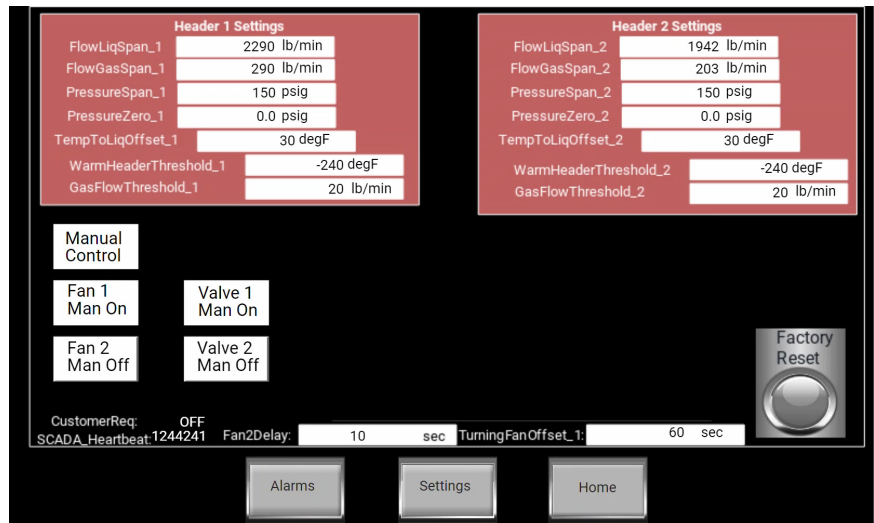 Header 1 Settings
FlowLiqSpan_1 2290 lb/min
FlowGasSpan_1 290 lb/min
PressureSpan_1 150 psig
PressureZero_1 0.0 psig
TempToLiqOffset_1 30 degF
WarmHeaderThreshold_1 -240 degF
GasFlowThreshold_1 20 lb/min
Header 2 Settings
FlowLiqSpan_2 1942 lb/min
FlowGasSpan_2 203 lb/min
PressureSpan_2 150 psig
PressureZero_2 0.0 psig
TempToLiqOffset_2 30 degF
WarmHeaderThreshold_2 -240 degF
GasFlowThreshold_2 20 lb/min
Manual
Control
Fan 1
Man On
Valve 1
Man On
Fan 2
Man Off
Valve 2
Man Off
Factory
Reset
CustomerReq: OFF
SCADA_Heartbeat: 1244241
Fan2Delay: 10 sec
TurningFanOffset_1: 60 sec
Alarms
Settings
Home